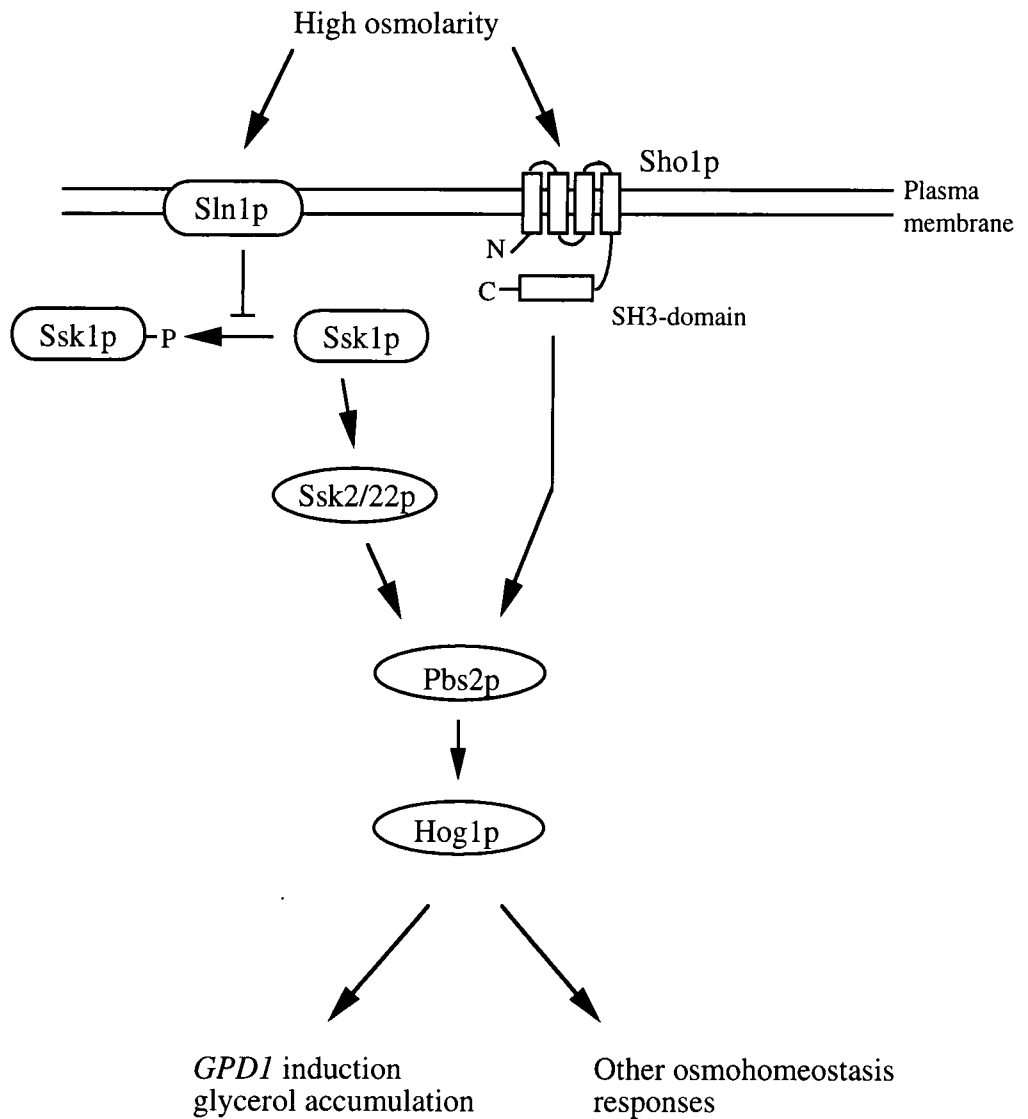 High osmolarity
Sho1p
Plasma
membrane
Sln1p
N
C
SH3-domain
Ssk1p
P
Ssk1p
Ssk2/22p
Pbs2p
Hog1p
GPD1 induction
glycerol accumulation
Other osmohomeostasis
responses